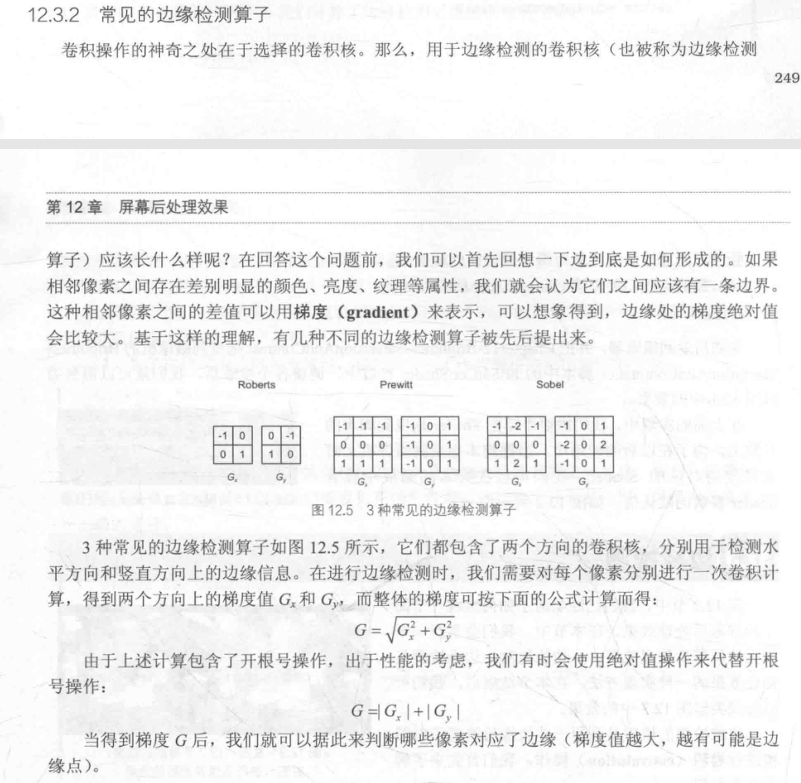 12.3.2 常见的边缘检测算子
卷积操作的神奇之处在于选择的卷积核。那么，用于边缘检测的卷积核（也被称为边缘检测
249
第 12 章 屏幕后处理效果
算子）应该长什么样呢？在回答这个问题前，我们可以首先回想一下边到底是如何形成的。如果
相邻像素之间存在差别明显的颜色、亮度、纹理等属性，我们就会认为它们之间应该有一条边界。
这种相邻像素之间的差值可以用梯度（gradient）来表示，可以想象得到，边缘处的梯度绝对值
会比较大。基于这样的理解，有几种不同的边缘检测算子被先后提出来。
Roberts Prewitt Sobel
-1 -1 -1 -1 0 1 -1 -2 -1 -1 0 1
-1 0 0 -1 0 0 0 -1 0 1 0 0 0 -2 0 2
0 1 1 0 1 1 1 -1 0 1 1 2 1 -1 0 1
Gx Gy Gx Gy Gx Gy
图 12.5 3 种常见的边缘检测算子
3 种常见的边缘检测算子如图 12.5 所示，它们都包含了两个方向的卷积核，分别用于检测水
平方向和竖直方向上的边缘信息。在进行边缘检测时，我们需要对每个像素分别进行一次卷积计
算，得到两个方向上的梯度值 Gx 和 Gy，而整体的梯度可按下面的公式计算而得：
G = √(Gx² + Gy²)
由于上述计算包含了开根号操作，出于性能的考虑，我们有时会使用绝对值操作来代替开根
号操作：
G =| Gx | + | Gy |
当得到梯度 G 后，我们就可以据此来判断哪些像素对应了边缘（梯度值越大，越有可能是边
缘点）。